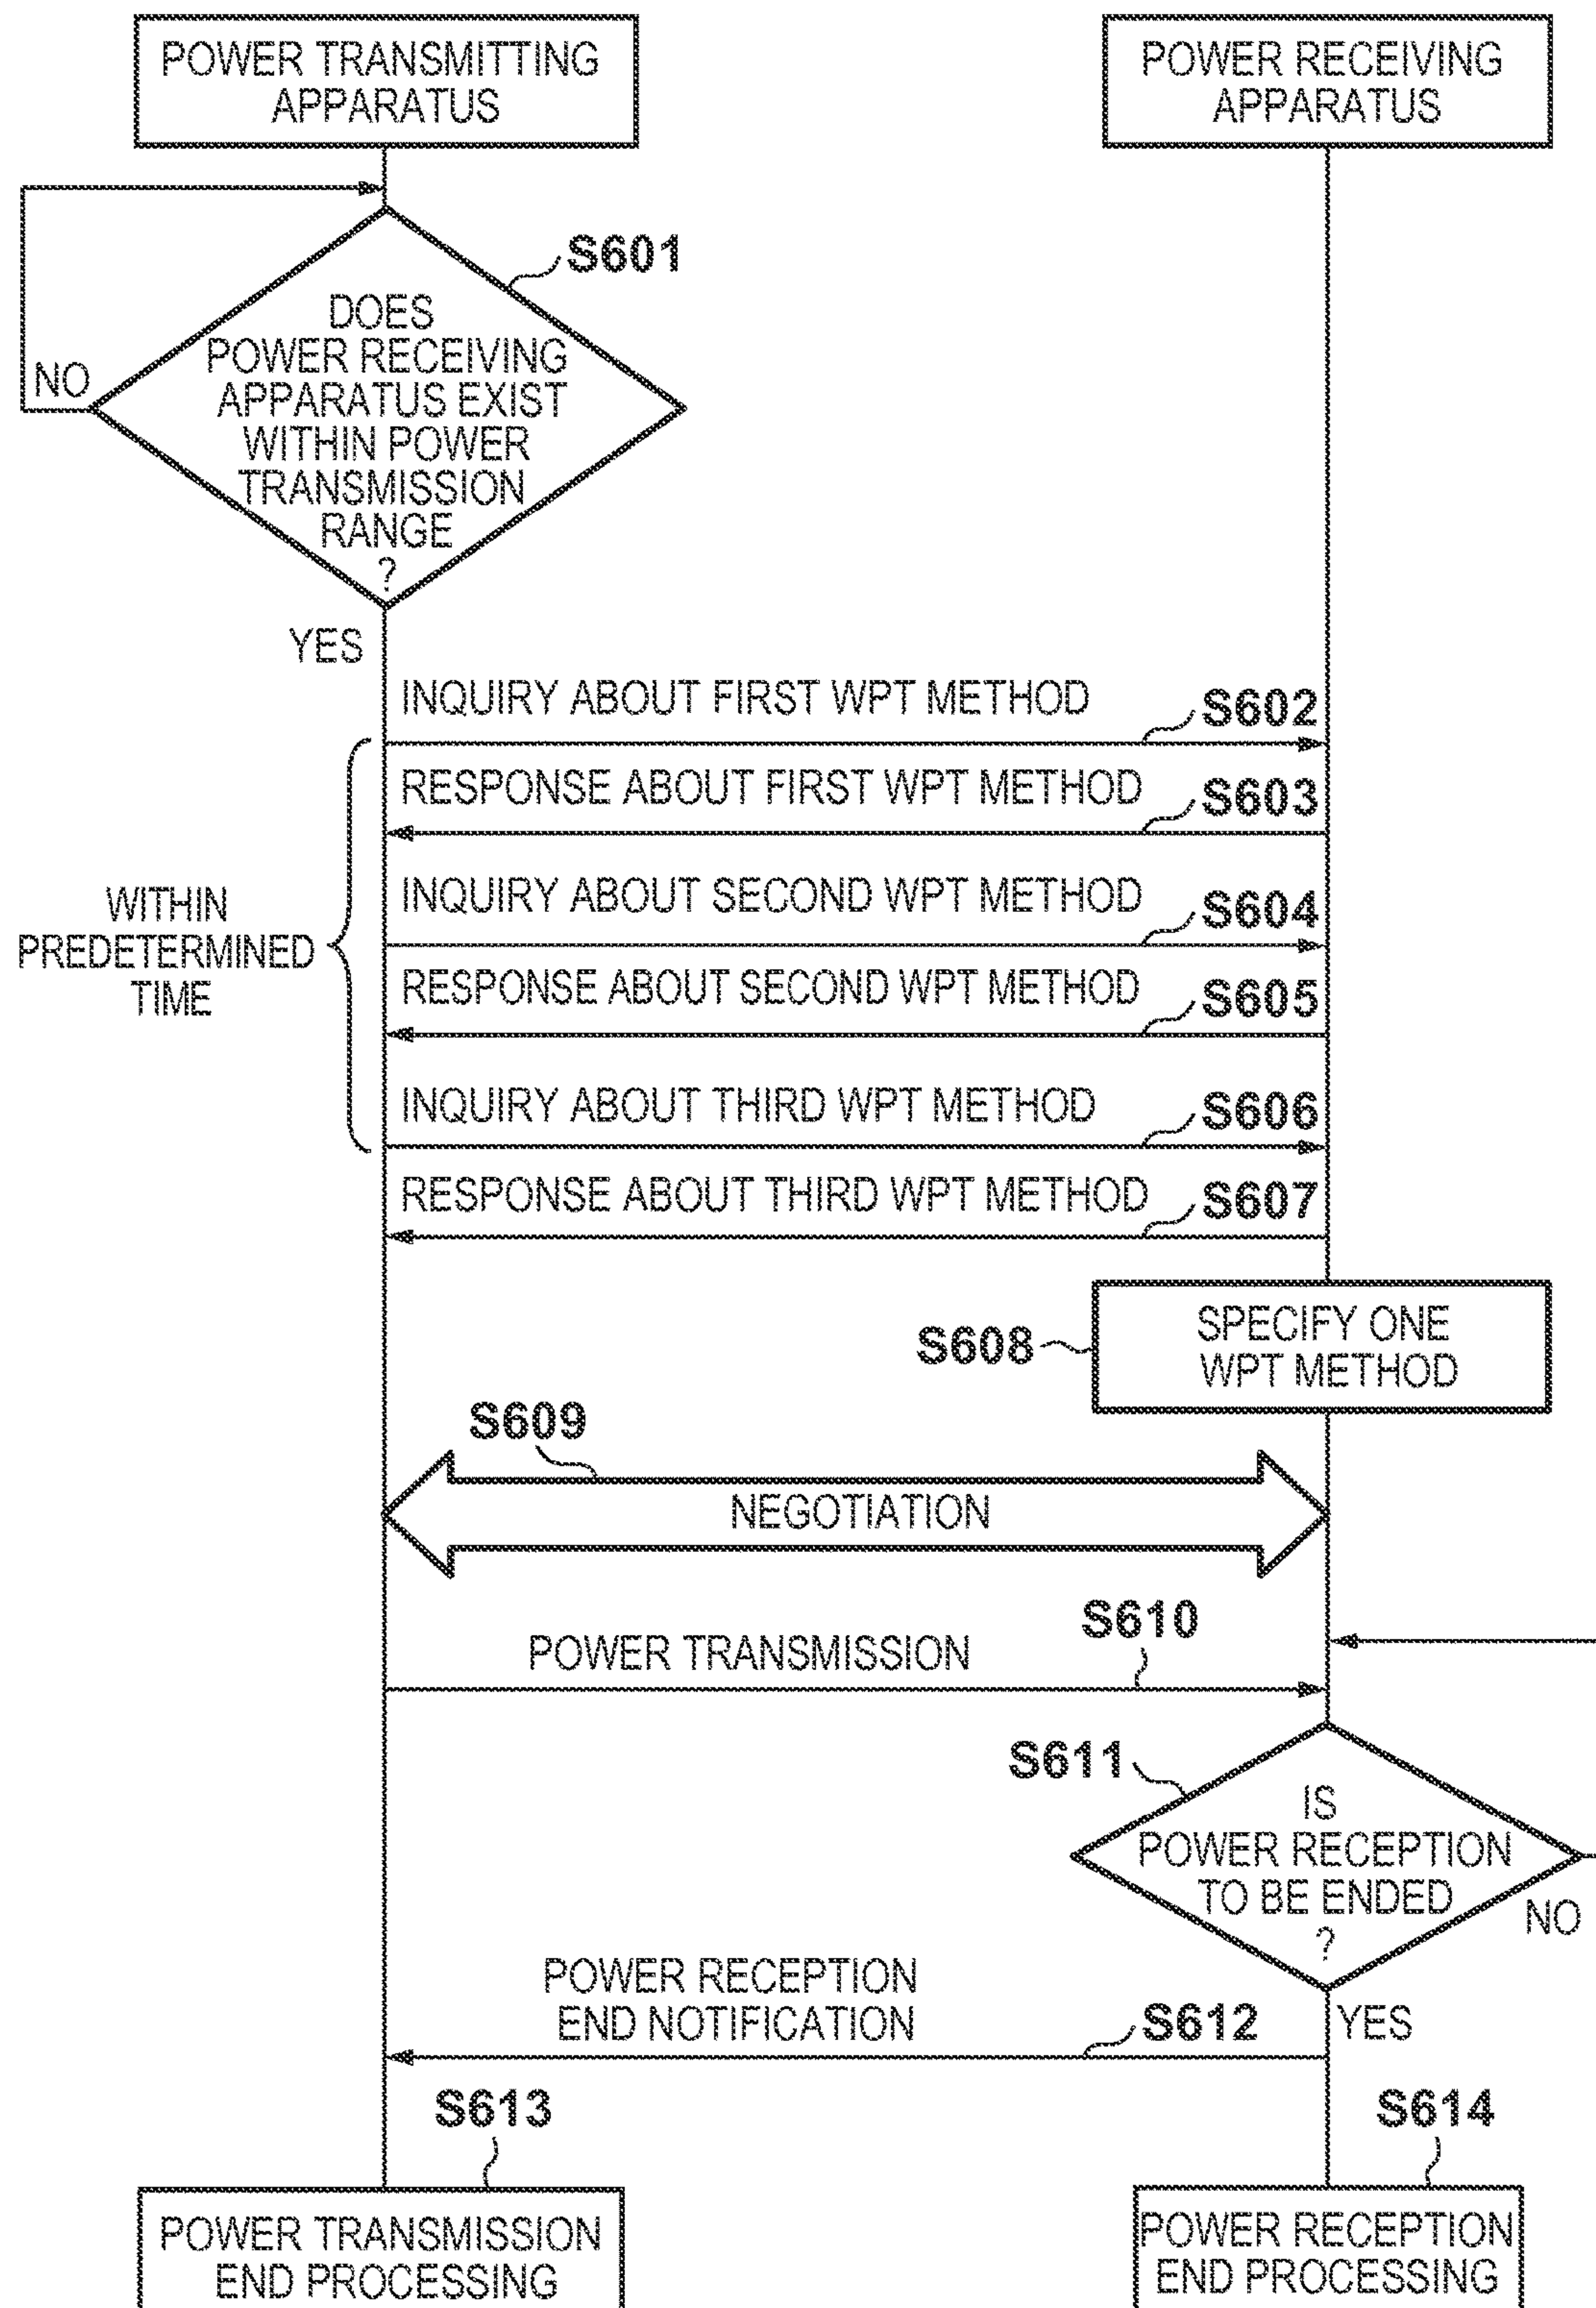 POWER TRANSMITTING
APPARATUS
POWER RECEIVING
APPARATUS
S601
DOES
POWER RECEIVING
APPARATUS EXIST
WITHIN POWER
TRANSMISSION
RANGE
?
NO
YES
INQUIRY ABOUT FIRST WPT METHOD
S602
RESPONSE ABOUT FIRST WPT METHOD
S603
WITHIN
PREDETERMINED
TIME
INQUIRY ABOUT SECOND WPT METHOD
S604
RESPONSE ABOUT SECOND WPT METHOD
S605
INQUIRY ABOUT THIRD WPT METHOD
S606
RESPONSE ABOUT THIRD WPT METHOD
S607
S608
SPECIFY ONE
WPT METHOD
S609
NEGOTIATION
S610
POWER TRANSMISSION
S611
IS
POWER RECEPTION
TO BE ENDED
?
NO
YES
POWER RECEPTION
END NOTIFICATION
S612
S613
POWER TRANSMISSION
END PROCESSING
S614
POWER RECEPTION
END PROCESSING